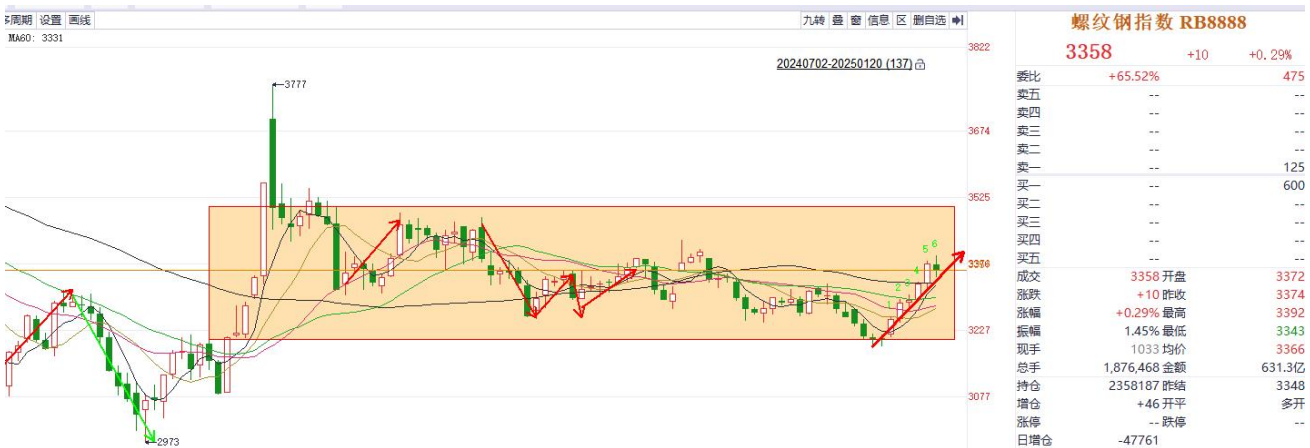 多周期 设置 画线
九转 叠 窗 信息 区 删自选
MA60: 3331
20240702-20250120 (137)
3822
3777
3674
3525
3376
3227
3077
2973
1
2
3
4
5
6
螺纹钢指数 RB8888
3358 +10 +0.29%
委比 +65.52% 475
卖五 -- --
卖四 -- --
卖三 -- --
卖二 -- --
卖一 -- 125
买一 -- 600
买二 -- --
买三 -- --
买四 -- --
买五 -- --
成交 3358 开盘 3372
涨跌 +10 昨收 3374
涨幅 +0.29% 最高 3392
振幅 1.45% 最低 3343
现手 1033 均价 3366
总手 1,876,468 金额 631.3亿
持仓 2358187 昨结 3348
增仓 +46 开平 多开
涨停 -- 跌停 --
日增仓 -47761